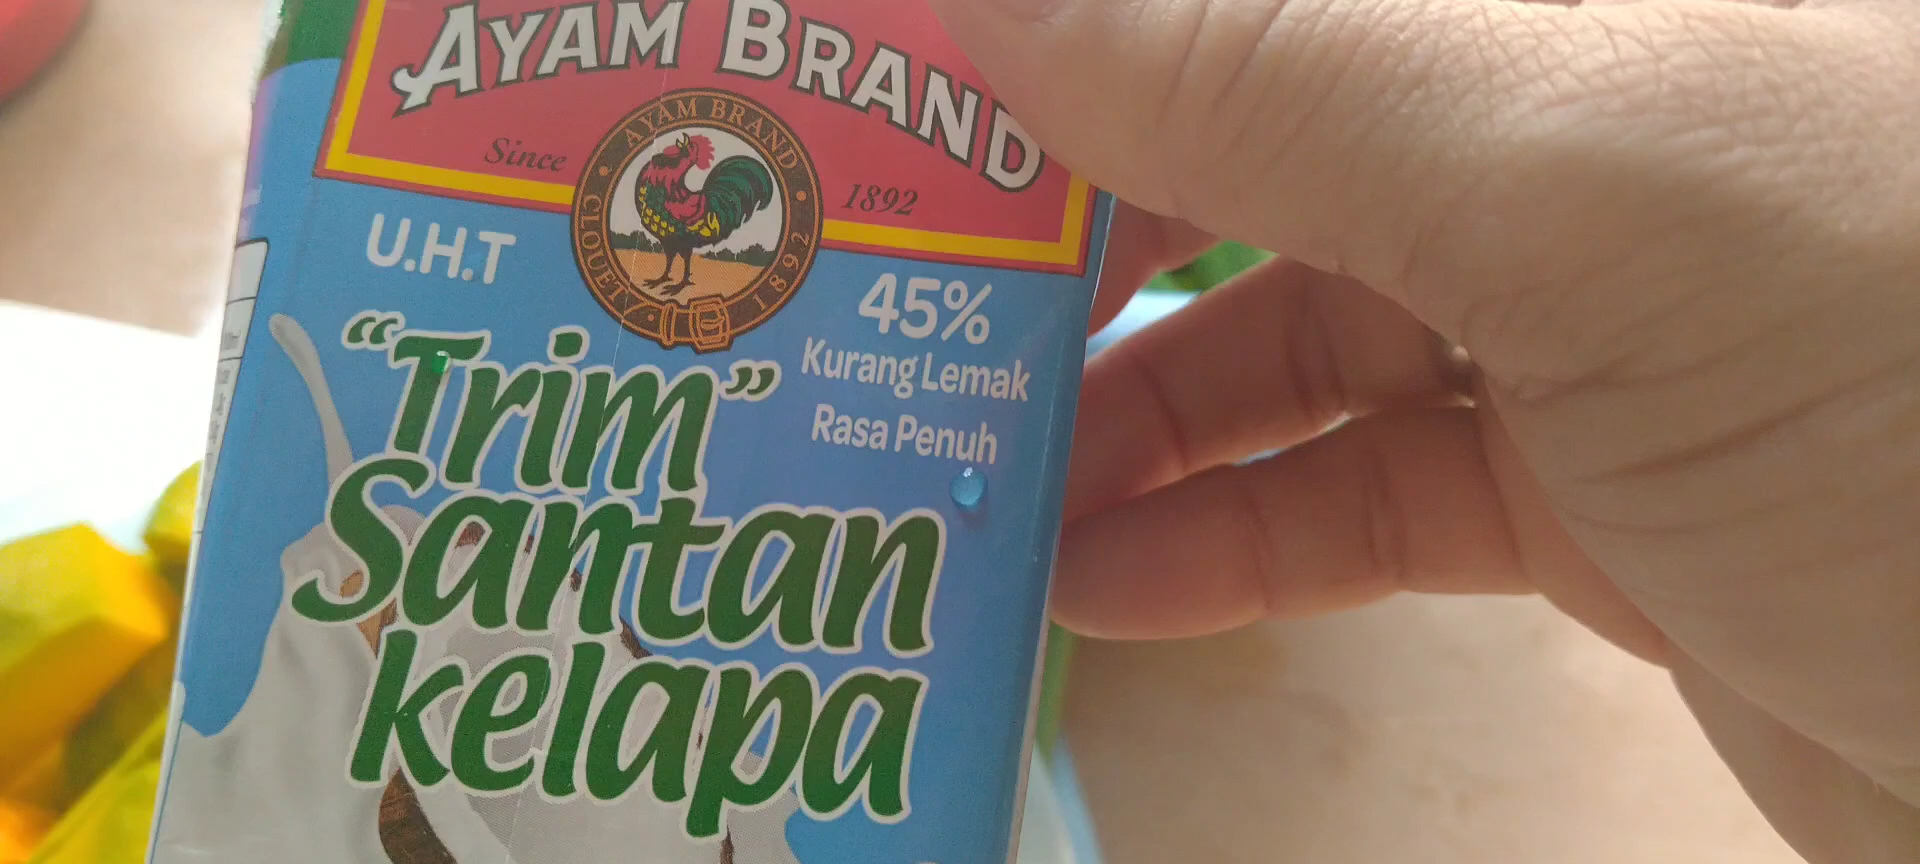 AYAM BRAND
Since 1892
AYAM BRAND
CLOUET 1892
U.H.T
45%
Kurang Lemak
Rasa Penuh
"Trim"
Santan
kelapa